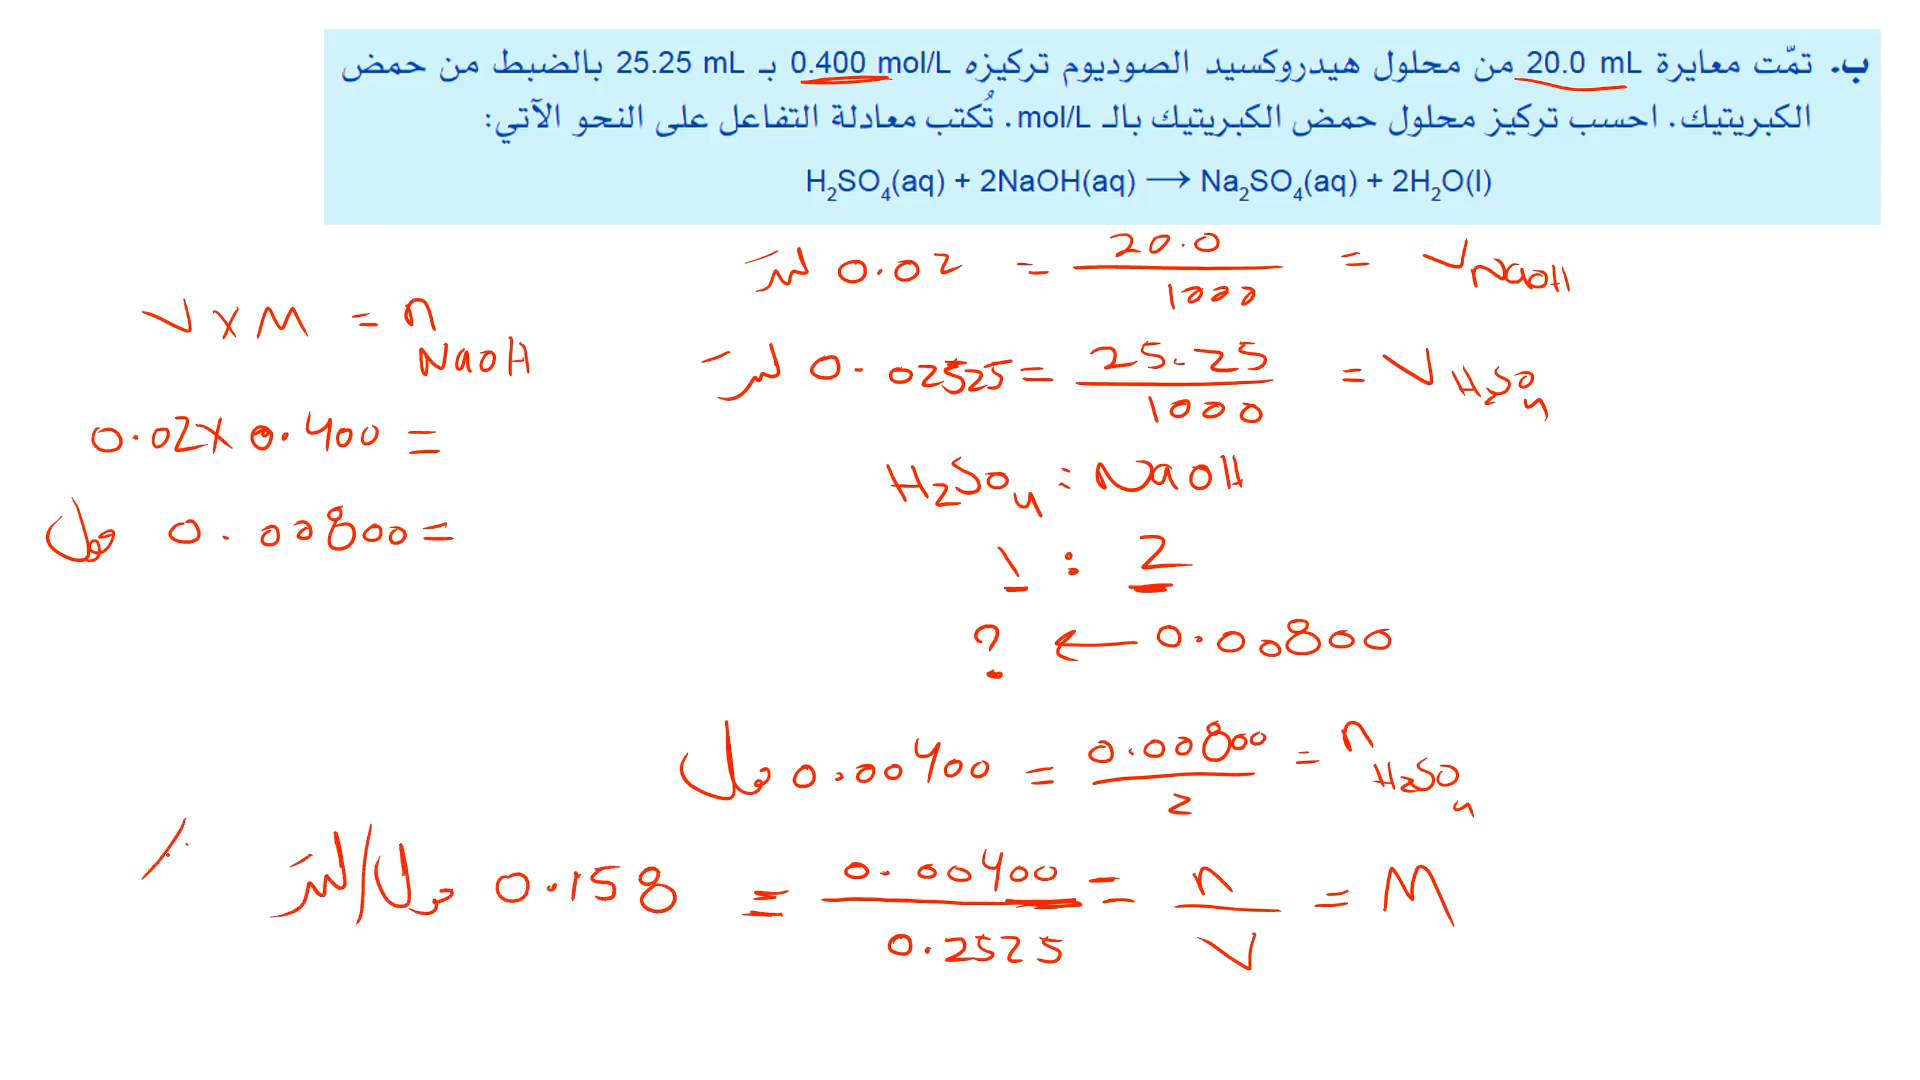 ب. تمّت معايرة 20.0 mL من محلول هيدروكسيد الصوديوم تركيزه 0.400 mol/L بـ 25.25 mL بالضبط من حمض
الكبريتيك. احسب تركيز محلول حمض الكبريتيك بالـ mol/L. تُكتب معادلة التفاعل على النحو الآتي:
H₂SO₄(aq) + 2NaOH(aq) ⟶ Na₂SO₄(aq) + 2H₂O(l)
لتر 0.02 = 20.0/1000 = V NaOH
V × M = n NaOH
لتر 0.02525 = 25.25/1000 = V H₂SO₄
0.02 × 0.400 =
H₂SO₄ : NaOH
مول 0.00800 =
1 : 2
? ← 0.00800
مول 0.00400 = 0.00800/2 = n H₂SO₄
مول/لتر 0.158 = 0.00400/0.2525 = n/V = M